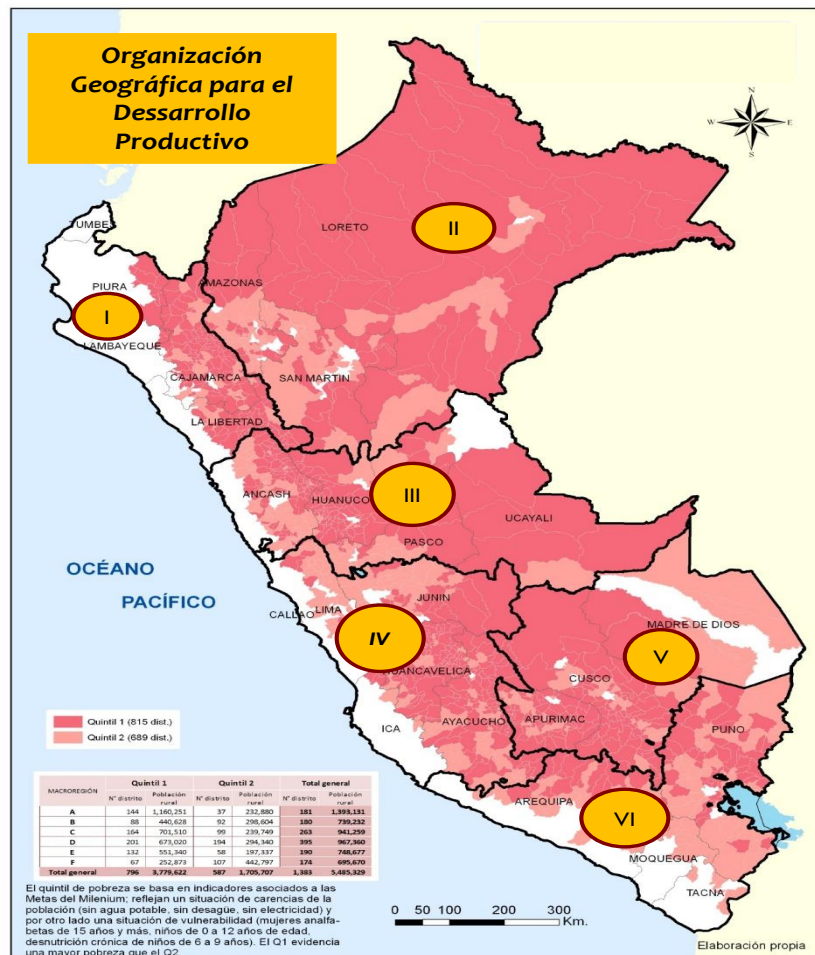 Organización
Geográfica para el
Dessarrollo
Productivo
N
W E
S
TUMBES
LORETO
II
PIURA
AMAZONAS
I
LAMBAYEQUE
CAJAMARCA
SAN MARTIN
LA LIBERTAD
ANCASH
HUANUCO
III
UCAYALI
PASCO
OCÉANO
PACÍFICO
JUNIN
CALLAO
LIMA
IV
MADRE DE DIOS
V
HUANCAVELICA
CUSCO
ICA
AYACUCHO
APURIMAC
PUNO
Quintil 1 (815 dist.)
Quintil 2 (689 dist.)
AREQUIPA
VI
MOQUEGUA
TACNA
MACROREGIÓN Quintil 1 Quintil 2 Total general
N° distrito Población rural N° distrito Población rural N° distrito Población rural
A 144 1,160,251 37 232,880 181 1,393,131
B 88 440,628 92 298,604 180 739,232
C 164 701,510 99 239,749 263 941,259
D 201 673,020 194 294,340 395 967,360
E 132 551,340 58 197,337 190 748,677
F 67 252,873 107 442,797 174 695,670
Total general 796 3,779,622 587 1,705,707 1,383 5,485,329
El quintil de pobreza se basa en indicadores asociados a las
Metas del Milenium; reflejan un situación de carencias de la
población (sin agua potable, sin desagüe, sin electricidad) y
por otro lado una situación de vulnerabilidad (mujeres analfa-
betas de 15 años y más, niños de 0 a 12 años de edad,
desnutrición crónica de niños de 6 a 9 años). El Q1 evidencia
una mayor pobreza que el Q2
0 50 100 200 300
Km.
Elaboración propia